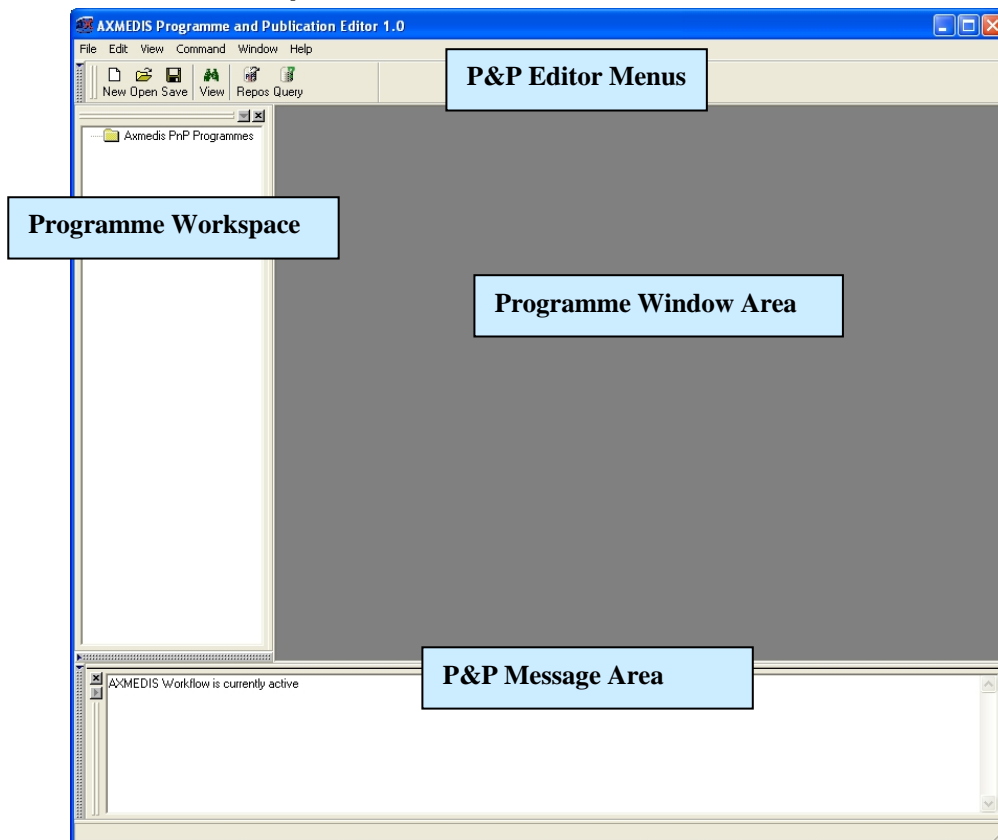 AXMEDIS Programme and Publication Editor 1.0
File Edit View Command Window Help
P&P Editor Menus
New Open Save View Repos Query
Axmedis PnP Programmes
Programme Workspace
Programme Window Area
P&P Message Area
AXMEDIS Workflow is currently active